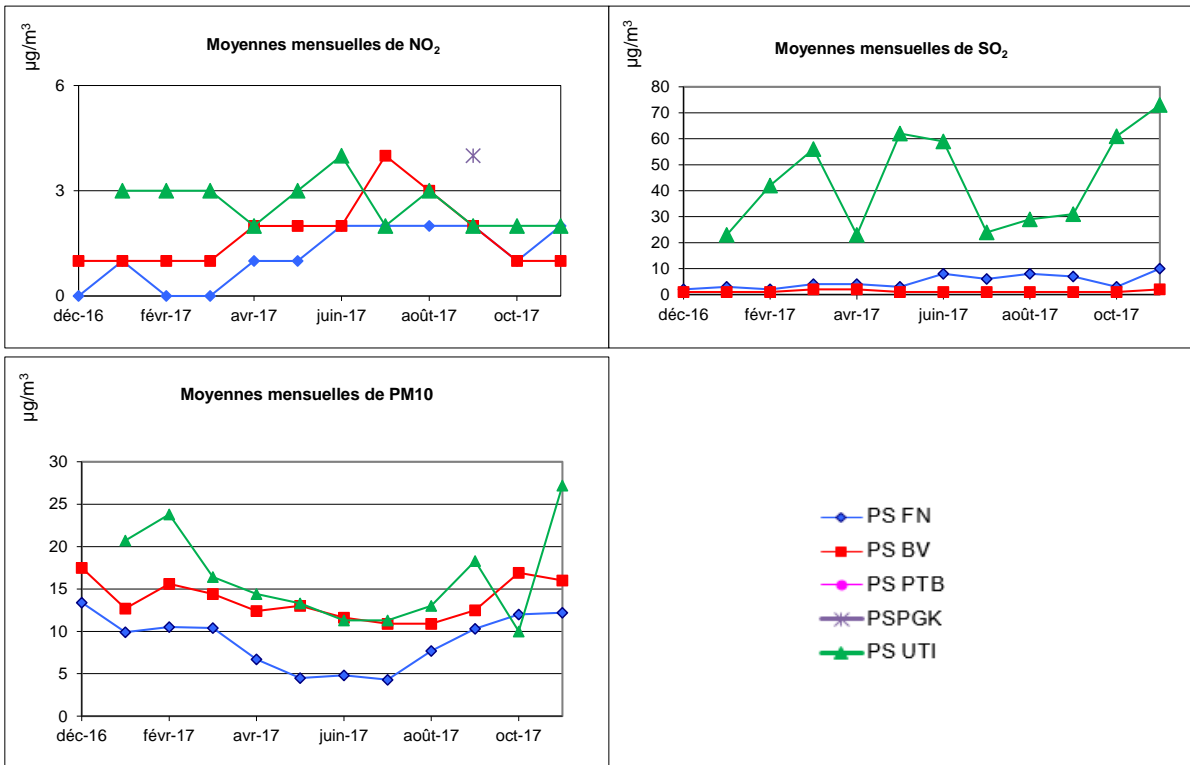 µg/m³
Moyennes mensuelles de NO₂
6
3
0
déc-16 févr-17 avr-17 juin-17 août-17 oct-17
µg/m³
Moyennes mensuelles de SO₂
80
70
60
50
40
30
20
10
0
déc-16 févr-17 avr-17 juin-17 août-17 oct-17
µg/m³
Moyennes mensuelles de PM10
30
25
20
15
10
5
0
déc-16 févr-17 avr-17 juin-17 août-17 oct-17
PS FN
PS BV
PS PTB
PSPGK
PS UTI